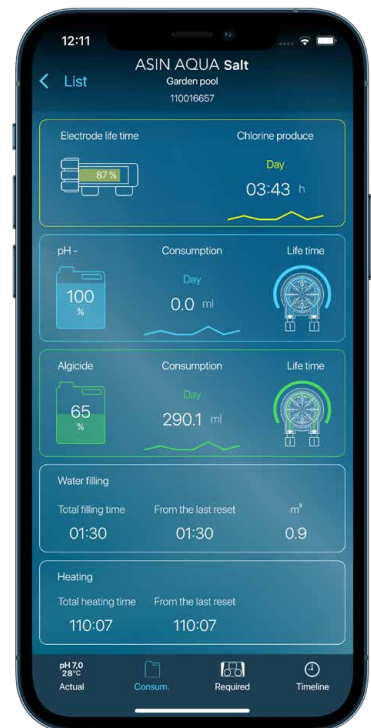 12:11
ASIN AQUA Salt
List
Garden pool
110016657
Electrode life time Chlorine produce
87 % Day
03:43 h
pH - Consumption Life time
Day
100 %
0.0 ml
Algicide Consumption Life time
Day
65 %
290.1 ml
Water filling
Total filling time From the last reset m³
01:30 01:30 0.9
Heating
Total heating time From the last reset
110:07 110:07
pH 7,0
28°C
Actual Consum. Required Timeline